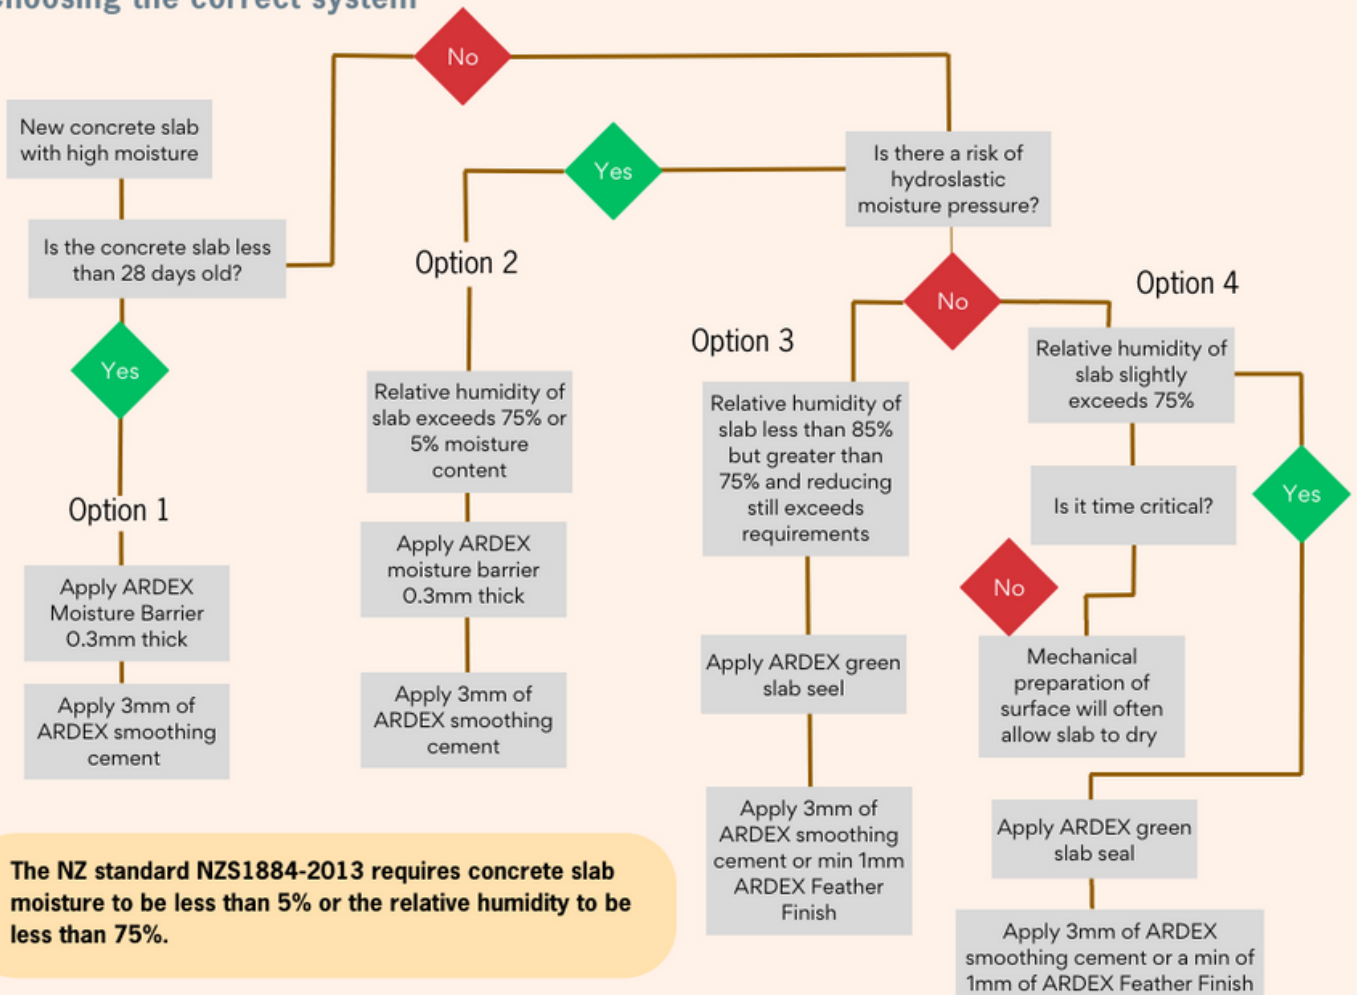 choosing the correct system
No
New concrete slab
with high moisture
Is the concrete slab less
than 28 days old?
Yes
Option 1
Apply ARDEX
Moisture Barrier
0.3mm thick
Apply 3mm of
ARDEX smoothing
cement
Is there a risk of
hydroslastic
moisture pressure?
Yes
Option 2
Relative humidity of
slab exceeds 75% or
5% moisture
content
Apply ARDEX
moisture barrier
0.3mm thick
Apply 3mm of
ARDEX smoothing
cement
No
Option 3
Relative humidity of
slab less than 85%
but greater than
75% and reducing
still exceeds
requirements
Apply ARDEX green
slab seel
Apply 3mm of
ARDEX smoothing
cement or min 1mm
ARDEX Feather
Finish
Option 4
Relative humidity of
slab slightly
exceeds 75%
Is it time critical?
Yes
No
Mechanical
preparation of
surface will often
allow slab to dry
Apply ARDEX green
slab seal
Apply 3mm of ARDEX
smoothing cement or a min of
1mm of ARDEX Feather Finish
The NZ standard NZS1884-2013 requires concrete slab
moisture to be less than 5% or the relative humidity to be
less than 75%.